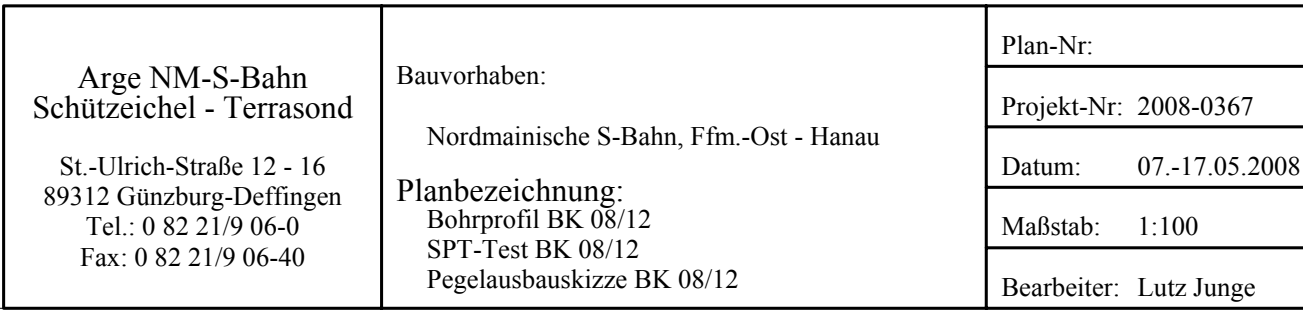 Arge NM-S-Bahn
Schützeichel - Terrasond
St.-Ulrich-Straße 12 - 16
89312 Günzburg-Deffingen
Tel.: 0 82 21/9 06-0
Fax: 0 82 21/9 06-40
Bauvorhaben:
Nordmainische S-Bahn, Ffm.-Ost - Hanau
Planbezeichnung:
Bohrprofil BK 08/12
SPT-Test BK 08/12
Pegelausbauskizze BK 08/12
Plan-Nr:
Projekt-Nr: 2008-0367
Datum: 07.-17.05.2008
Maßstab: 1:100
Bearbeiter: Lutz Junge